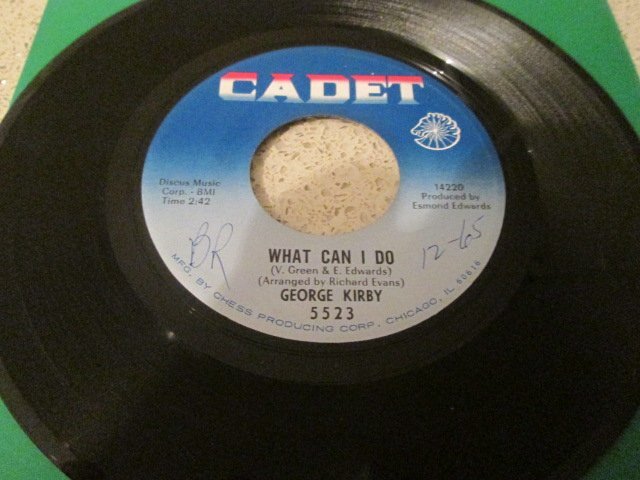 CADET
Discus Music
Corp. - BMI
Time 2:42
14220
Produced by
Esmond Edwards
BR
12-65
WHAT CAN I DO
(V. Green & E. Edwards)
(Arranged by Richard Evans)
GEORGE KIRBY
5523
MFG. BY CHESS PRODUCING CORP., CHICAGO, IL 60616